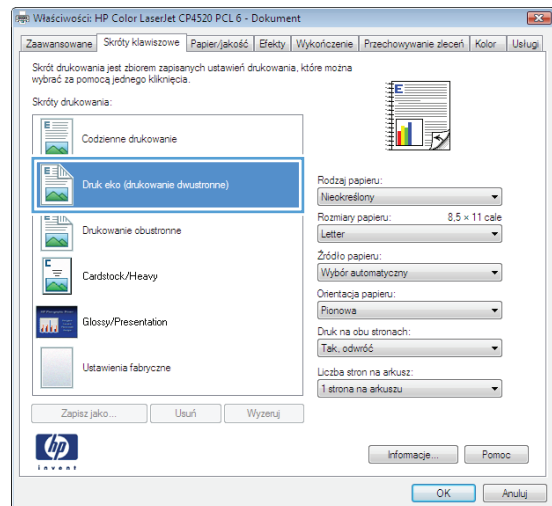 Właściwości: HP Color LaserJet CP4520 PCL 6 - Dokument
Zaawansowane Skróty klawiszowe Papier/jakość Efekty Wykończenie Przechowywanie zleceń Kolor Usługi
Skrót drukowania jest zbiorem zapisanych ustawień drukowania, które można
wybrać za pomocą jednego kliknięcia.
Skróty drukowania:
Codzienne drukowanie
Druk eko (drukowanie dwustronne)
Drukowanie obustronne
Cardstock/Heavy
Glossy/Presentation
Ustawienia fabryczne
Zapisz jako... Usuń Wyzeruj
Rodzaj papieru:
Nieokreślony
Rozmiary papieru: 8,5 × 11 cale
Letter
Źródło papieru:
Wybór automatyczny
Orientacja papieru:
Pionowa
Druk na obu stronach:
Tak, odwróć
Liczba stron na arkusz:
1 strona na arkuszu
hp
invent
Informacje... Pomoc
OK Anuluj